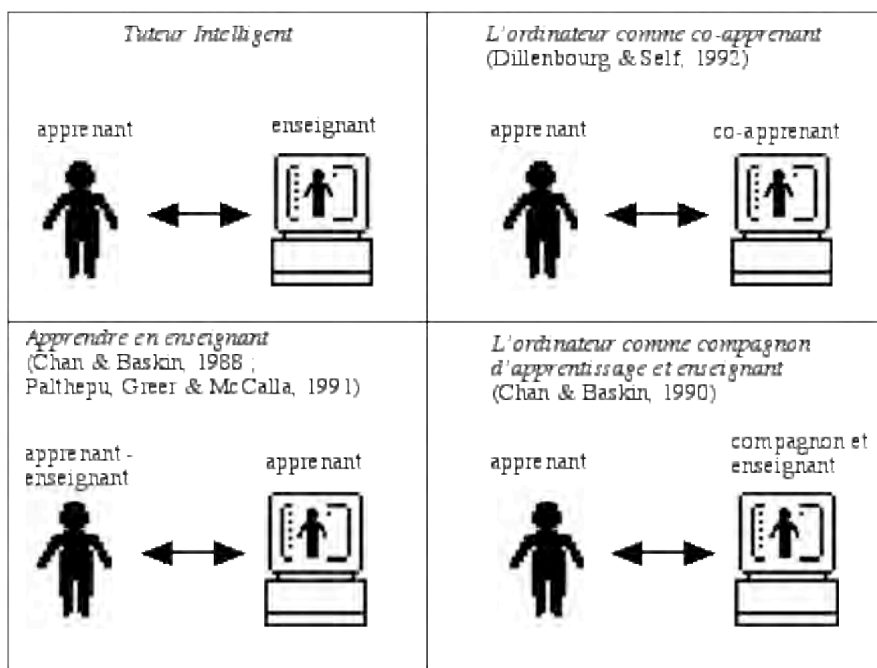 Tuteur Intelligent
apprenant
enseignant
L'ordinateur comme co-apprenant
(Dillenbourg & Self, 1992)
apprenant
co-apprenant
Apprendre en enseignant
(Chan & Baskin, 1988 ;
Palthepu, Greer & McCalla, 1991)
apprenant -
enseignant
apprenant
L'ordinateur comme compagnon
d'apprentissage et enseignant
(Chan & Baskin, 1990)
apprenant
compagnon et
enseignant